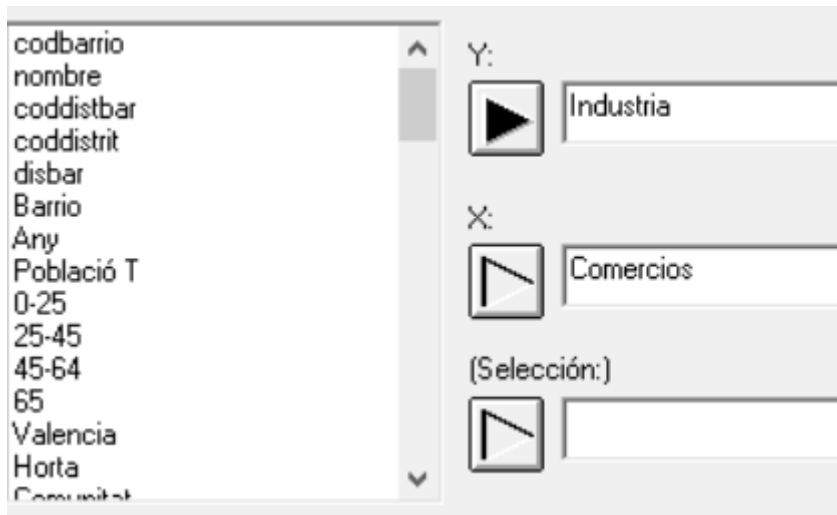 codbarrio
nombre
coddistbar
coddistrit
disbar
Barrio
Any
Població T
0-25
25-45
45-64
65
Valencia
Horta
Comunitat
Y:
Industria
X:
Comercios
(Selección:)